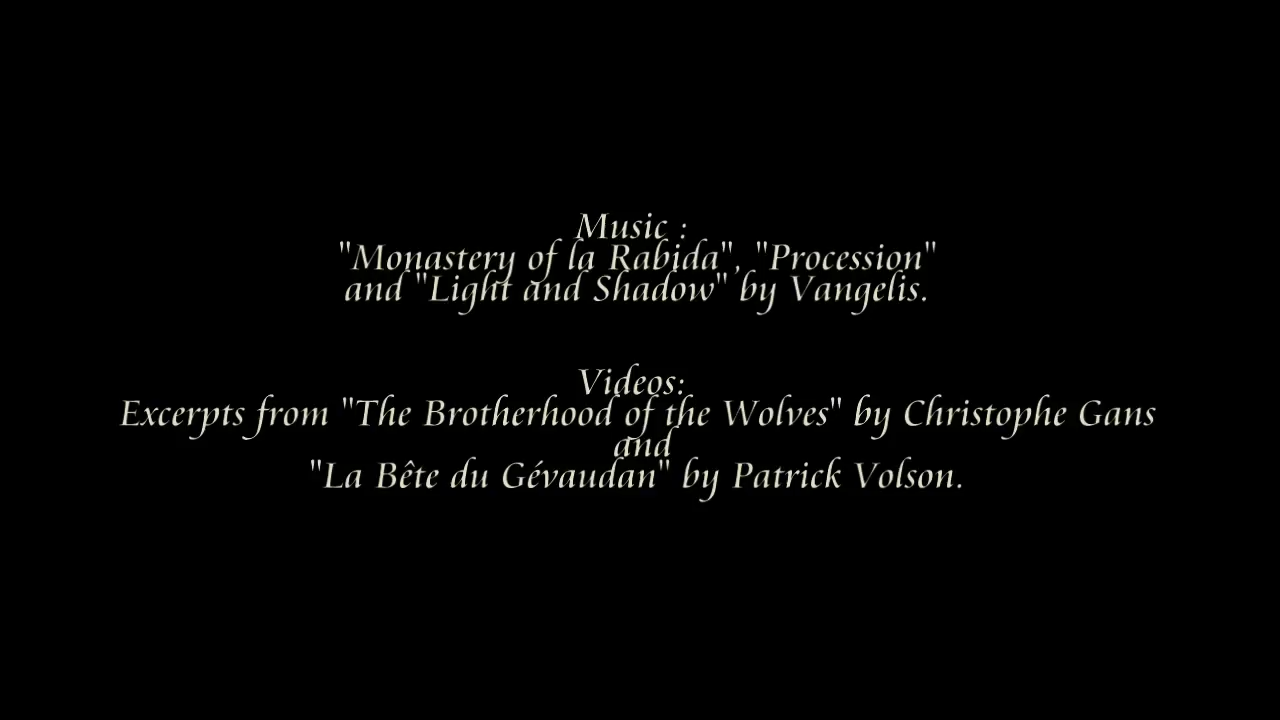 Music :
"Monastery of la Rabida", "Procession"
and "Light and Shadow" by Vangelis.
Videos:
Excerpts from "The Brotherhood of the Wolves" by Christophe Gans
and
"La Bête du Gévaudan" by Patrick Volson.